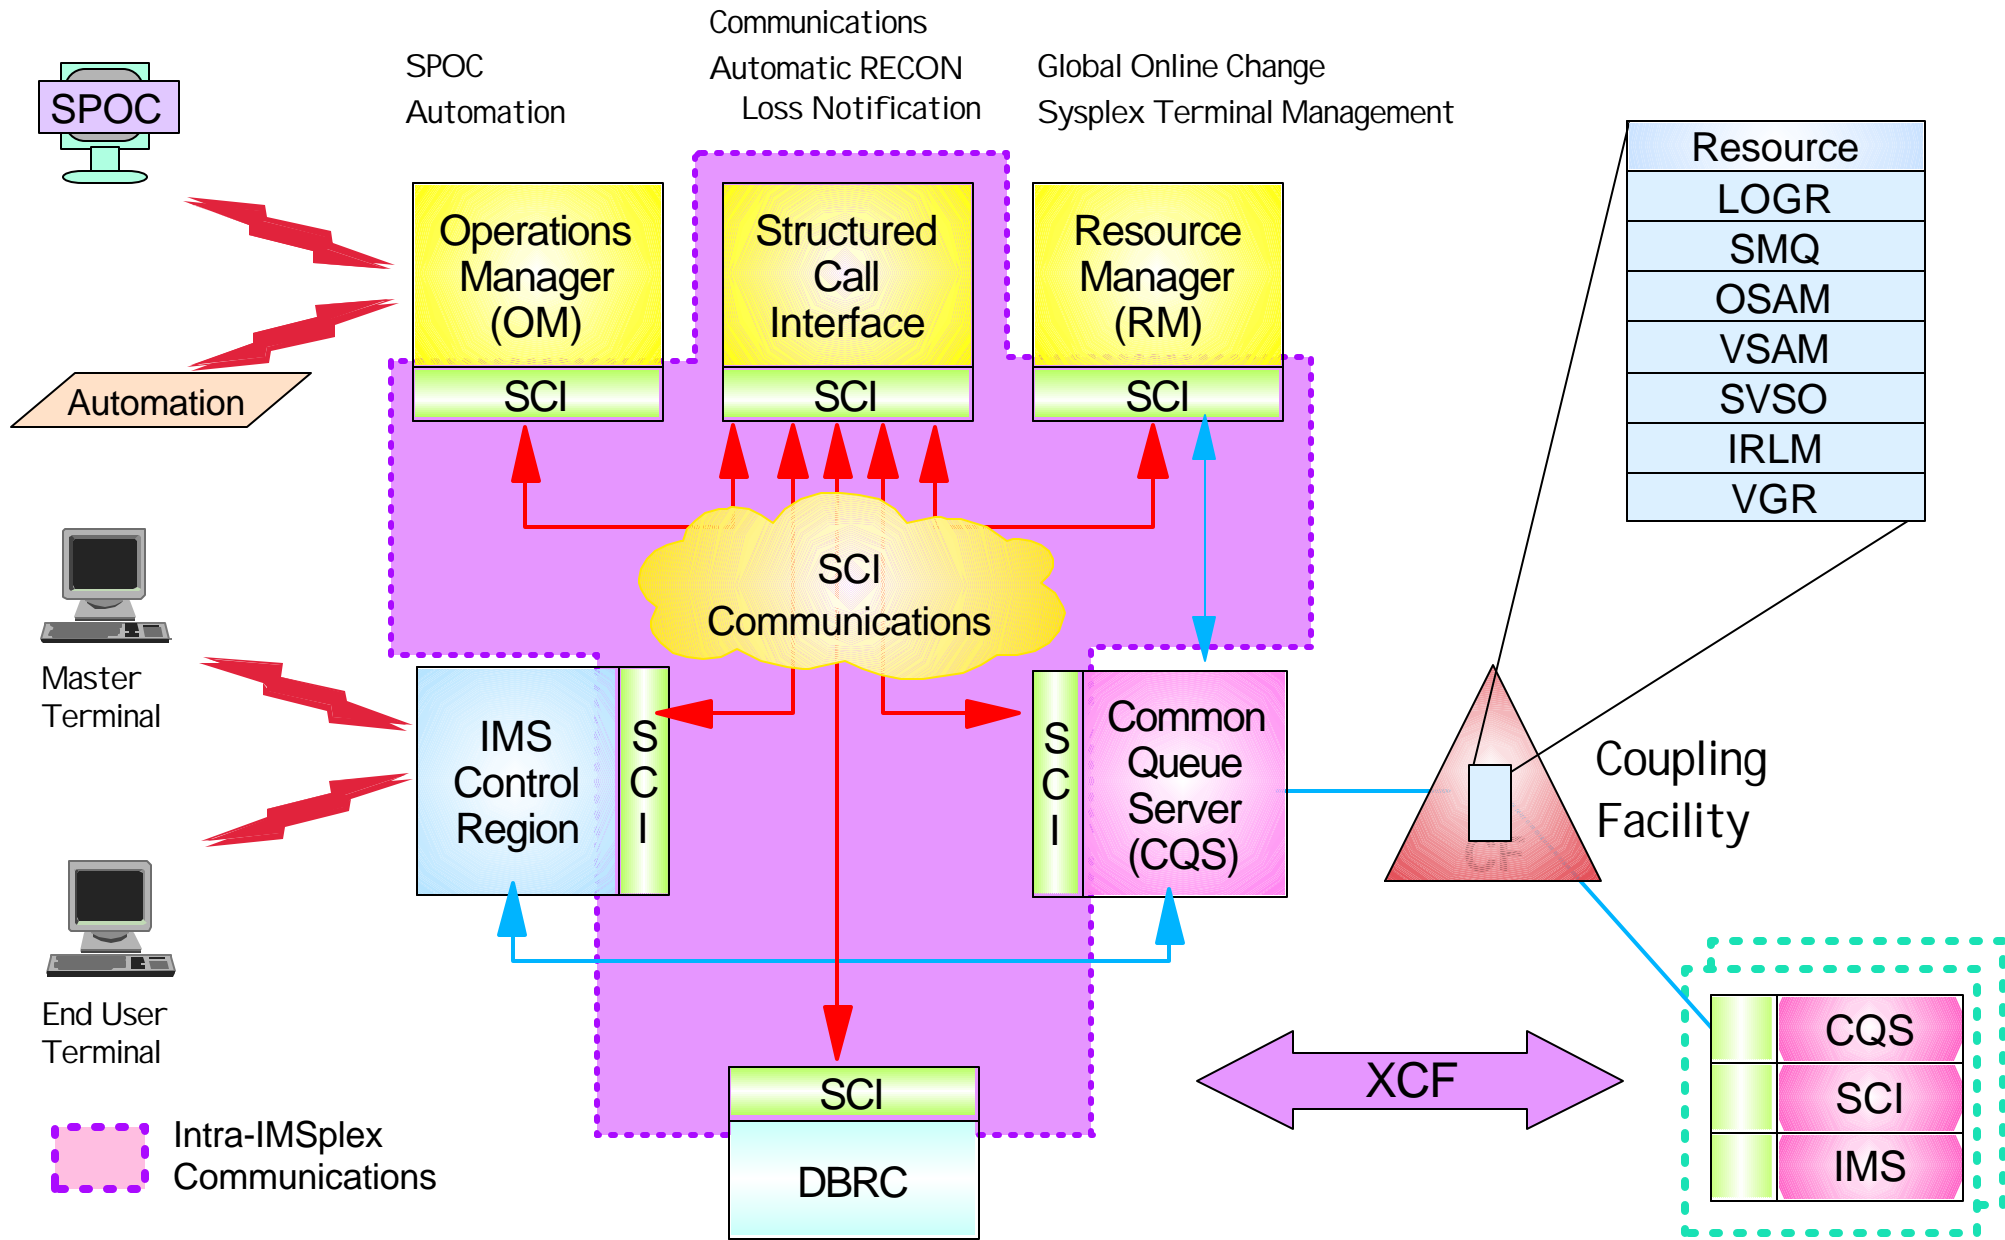 Communications
SPOC
Automation
Automatic RECON
Loss Notification
Global Online Change
Sysplex Terminal Management
SPOC
Automation
Operations
Manager
(OM)
SCI
Structured
Call
Interface
SCI
Resource
Manager
(RM)
SCI
Resource
LOGR
SMQ
OSAM
VSAM
SVSO
IRLM
VGR
SCI
Communications
Master
Terminal
End User
Terminal
IMS
Control
Region
S
C
I
S
C
I
Common
Queue
Server
(CQS)
CF
Coupling
Facility
SCI
DBRC
XCF
CQS
SCI
IMS
Intra-IMSplex
Communications